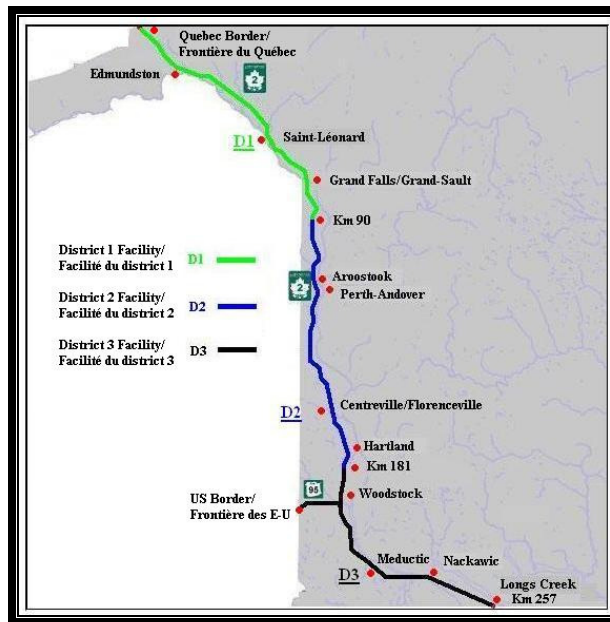 Quebec Border/
Frontière du Québec
Edmundston
2
Saint-Léonard
D1
Grand Falls/Grand-Sault
Km 90
District 1 Facility/
Facilité du district 1
D1
Aroostook
2
Perth-Andover
District 2 Facility/
Facilité du district 2
D2
District 3 Facility/
Facilité du district 3
D3
Centreville/Florenceville
D2
Hartland
Km 181
95
Woodstock
US Border/
Frontière des E-U
Meductic
Nackawic
D3
Longs Creek
Km 257